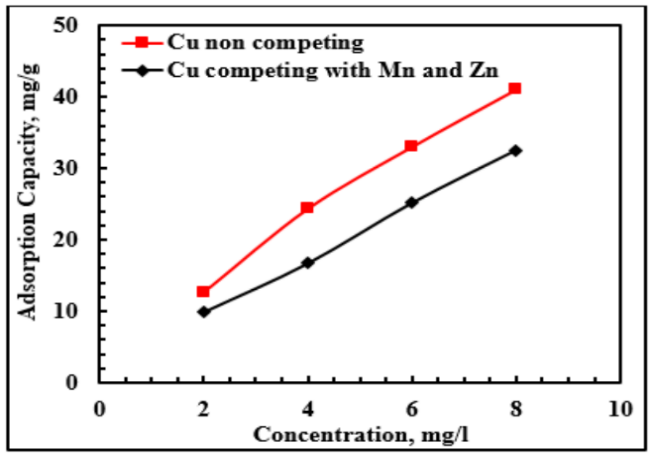 50
40
30
20
10
0
Adsorption Capacity, mg/g
Cu non competing
Cu competing with Mn and Zn
0 2 4 6 8 10
Concentration, mg/l